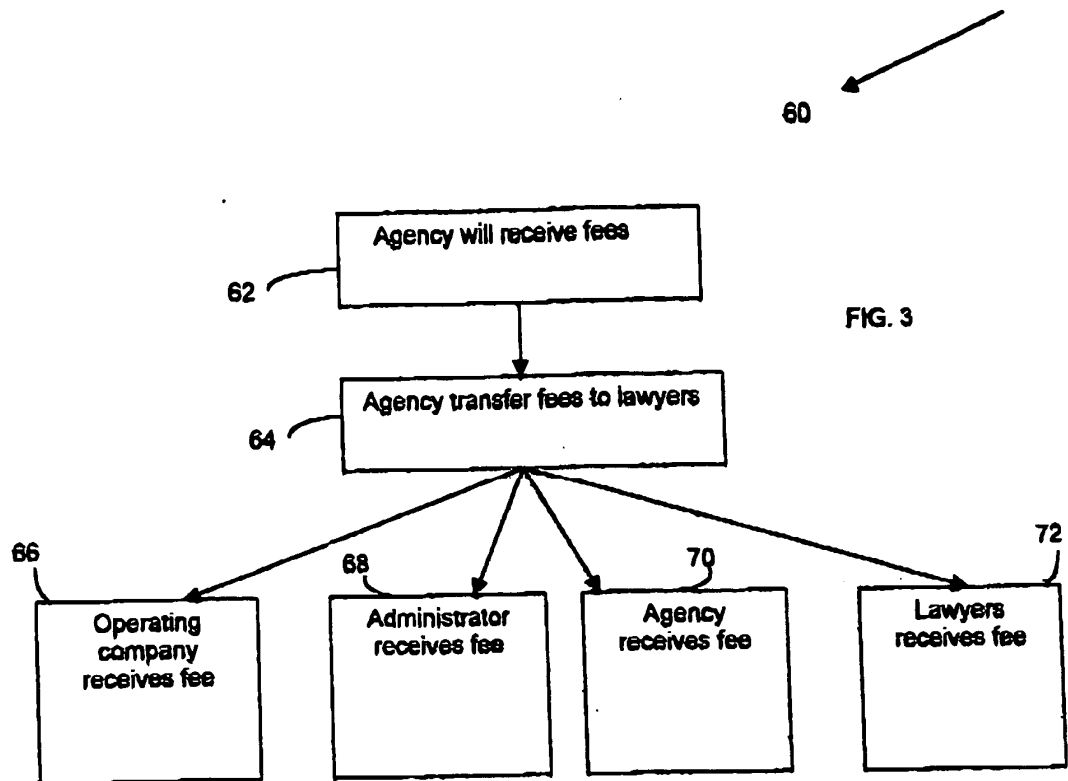 60
Agency will receive fees
62
FIG. 3
Agency transfer fees to lawyers
64
66
68
70
72
Operating
company
receives fee
Administrator
receives fee
Agency
receives fee
Lawyers
receives fee